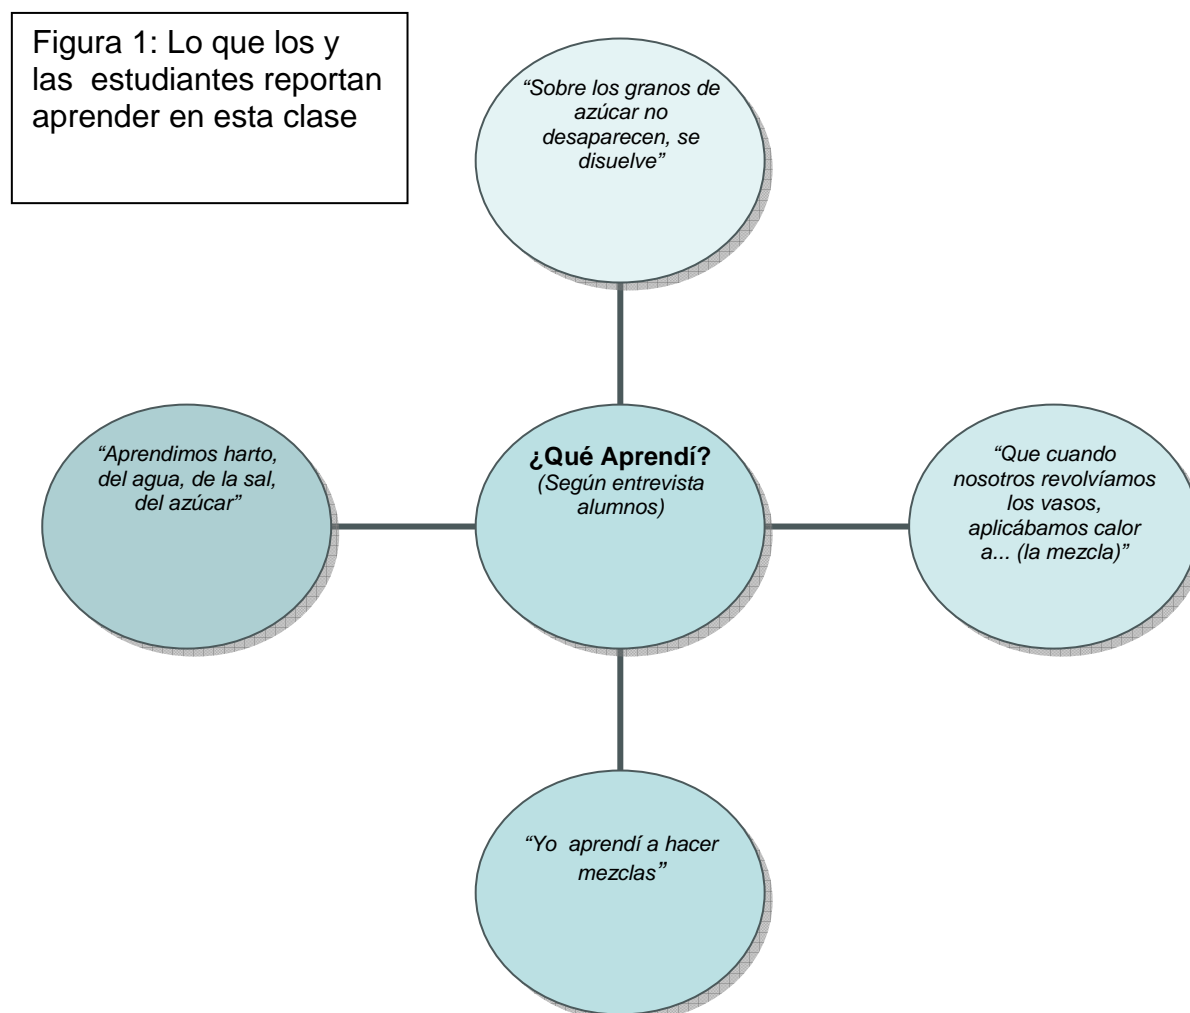 Figura 1: Lo que los y
las  estudiantes reportan
aprender en esta clase
“Sobre los granos de
azúcar no
desaparecen, se
disuelve”
“Aprendimos harto,
del agua, de la sal,
del azúcar”
¿Qué Aprendí?
(Según entrevista
alumnos)
“Que cuando
nosotros revolvíamos
los vasos,
aplicábamos calor
a... (la mezcla)”
“Yo  aprendí a hacer
mezclas”